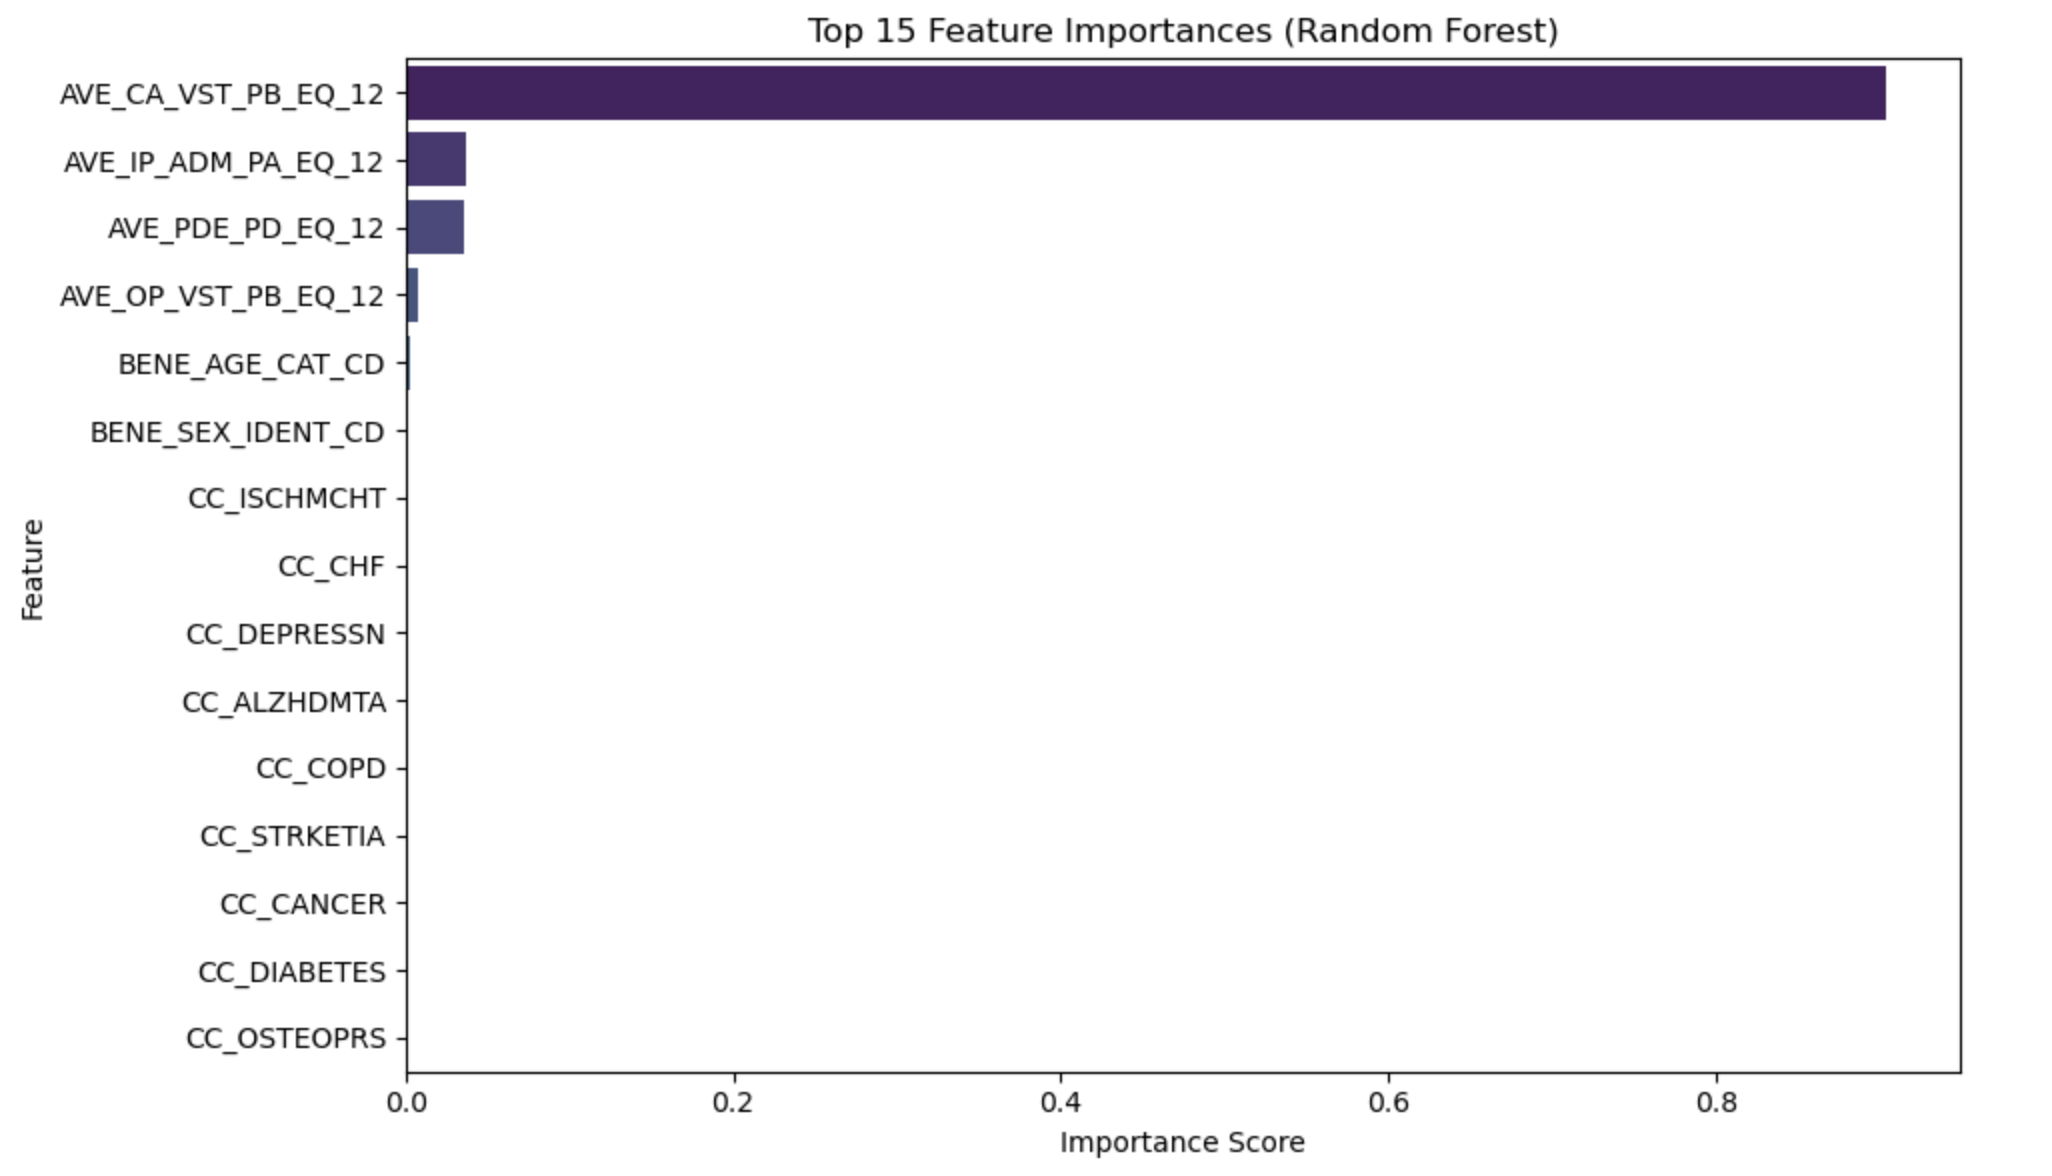 Top 15 Feature Importances (Random Forest)
AVE_CA_VST_PB_EQ_12
AVE_IP_ADM_PA_EQ_12
AVE_PDE_PD_EQ_12
AVE_OP_VST_PB_EQ_12
BENE_AGE_CAT_CD
BENE_SEX_IDENT_CD
CC_ISCHMCHT
CC_CHF
CC_DEPRESSN
CC_ALZHDMTA
CC_COPD
CC_STRKETIA
CC_CANCER
CC_DIABETES
CC_OSTEOPRS
Feature
0.0 0.2 0.4 0.6 0.8
Importance Score